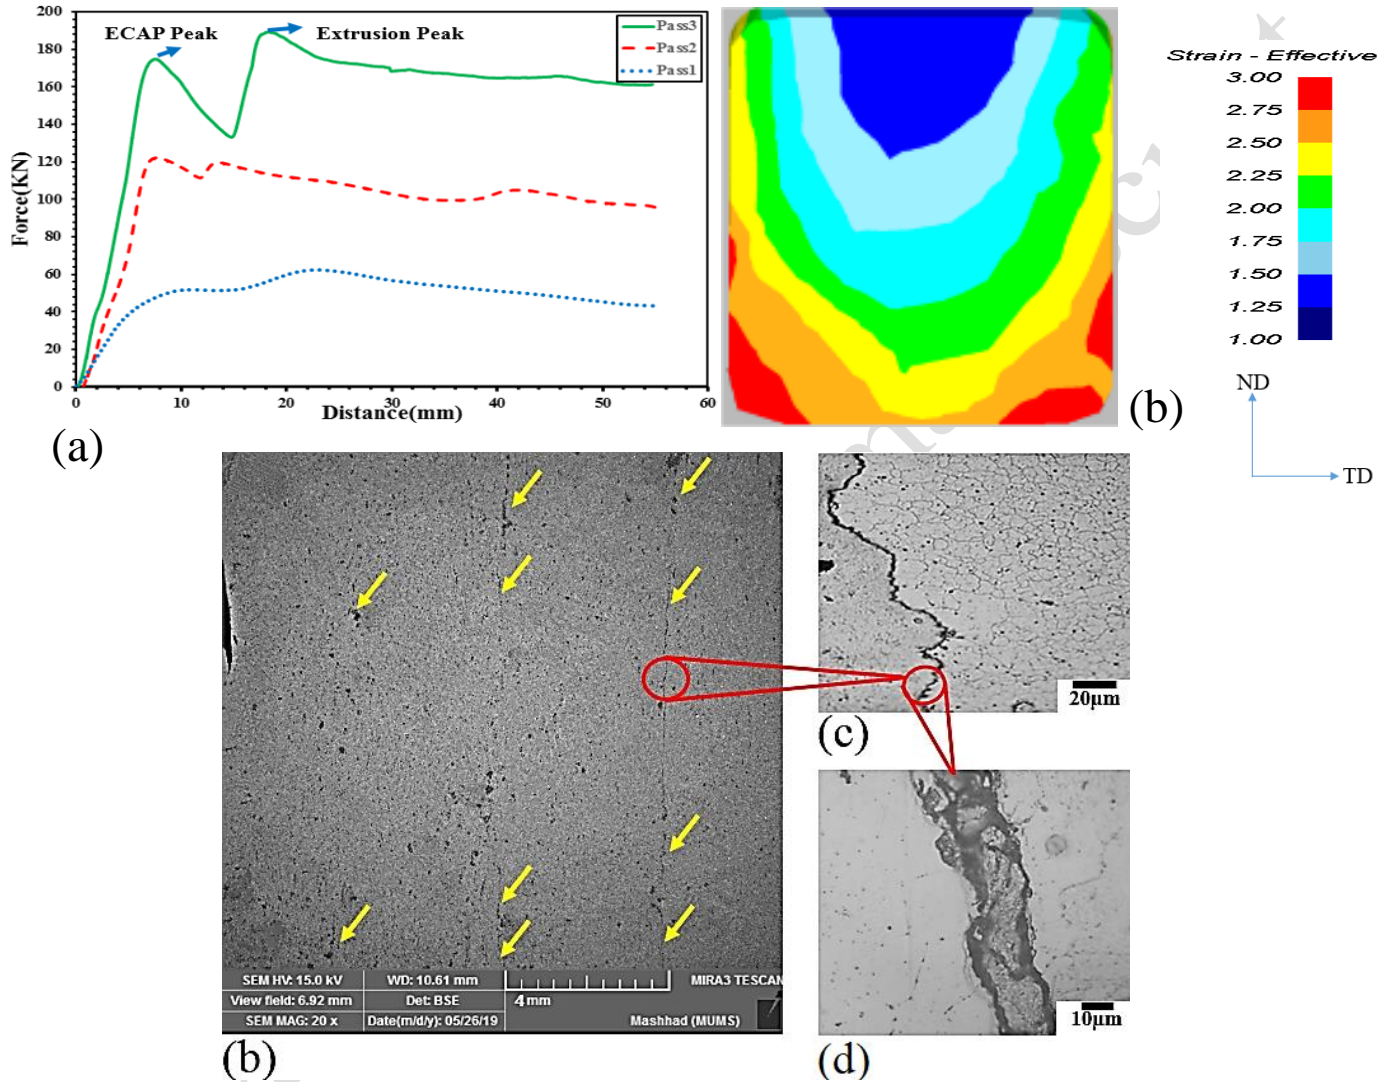 200
180
160
140
120
100
80
60
40
20
0
Force(KN)
ECAP Peak
Extrusion Peak
Pass3
Pass2
Pass1
0 10 20 30 40 50 60
Distance(mm)
(a)
Strain - Effective
3.00
2.75
2.50
2.25
2.00
1.75
1.50
1.25
1.00
(b)
ND
TD
SEM HV: 15.0 kV
WD: 10.61 mm
MIRA3 TESCAN
View field: 6.92 mm
Det: BSE
4mm
SEM MAG: 20 x
Date(m/d/y): 05/26/19
Mashhad (MUMS)
(b)
20μm
(c)
10μm
(d)